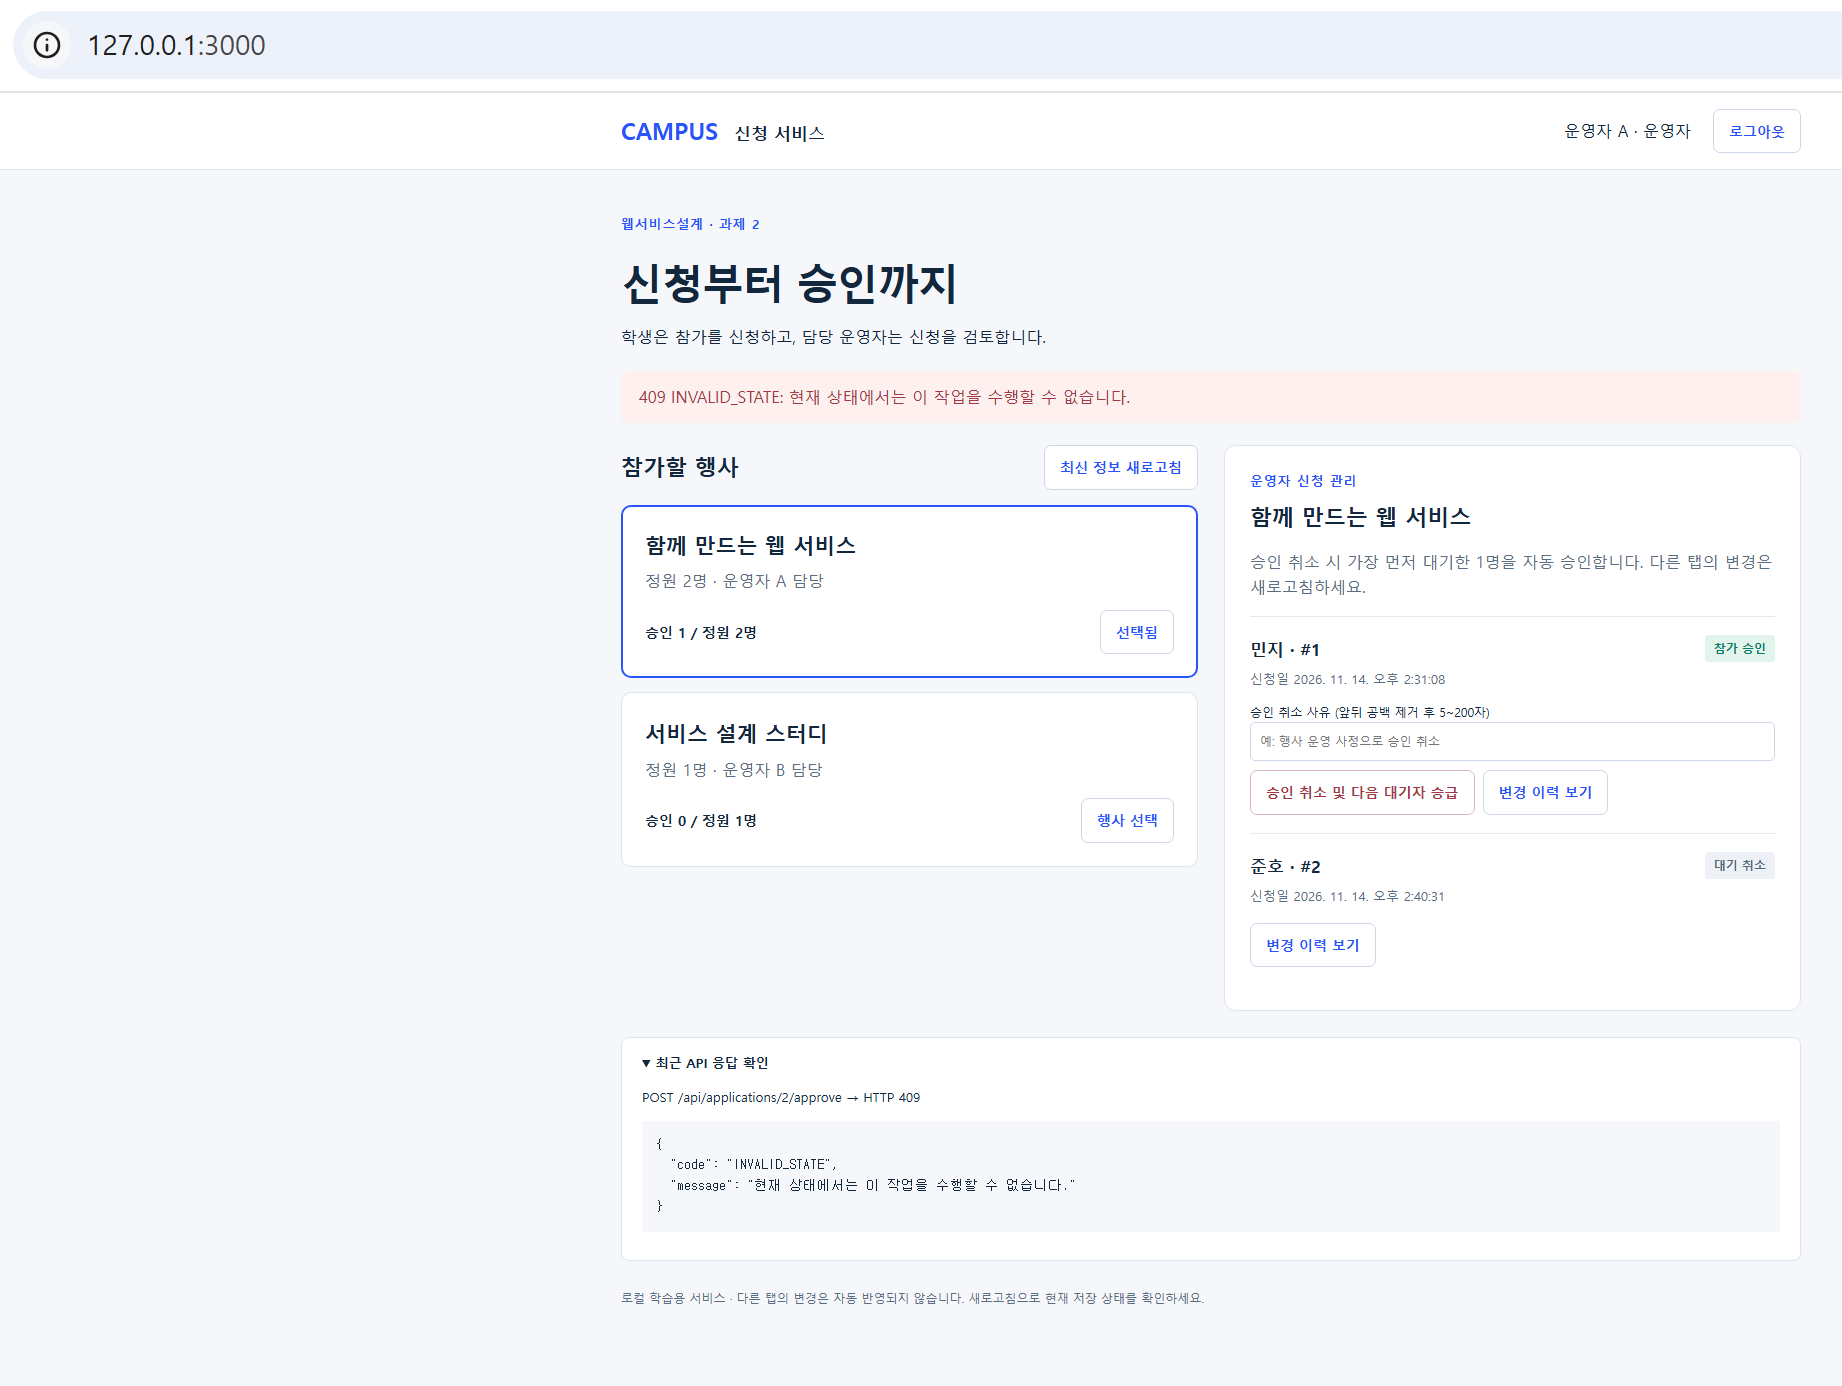 127.0.0.1:3000
CAMPUS 신청 서비스
운영자 A · 운영자
로그아웃
웹서비스설계 · 과제 2
신청부터 승인까지
학생은 참가를 신청하고, 담당 운영자는 신청을 검토합니다.
409 INVALID_STATE: 현재 상태에서는 이 작업을 수행할 수 없습니다.
참가할 행사
최신 정보 새로고침
함께 만드는 웹 서비스
정원 2명 · 운영자 A 담당
승인 1 / 정원 2명
선택됨
서비스 설계 스터디
정원 1명 · 운영자 B 담당
승인 0 / 정원 1명
행사 선택
운영자 신청 관리
함께 만드는 웹 서비스
승인 취소 시 가장 먼저 대기한 1명을 자동 승인합니다. 다른 탭의 변경은
새로고침하세요.
민지 · #1
참가 승인
신청일 2026. 11. 14. 오후 2:31:08
승인 취소 사유 (앞뒤 공백 제거 후 5~200자)
예: 행사 운영 사정으로 승인 취소
승인 취소 및 다음 대기자 승급
변경 이력 보기
준호 · #2
대기 취소
신청일 2026. 11. 14. 오후 2:40:31
변경 이력 보기
▼ 최근 API 응답 확인
POST /api/applications/2/approve → HTTP 409
{
"code": "INVALID_STATE",
"message": "현재 상태에서는 이 작업을 수행할 수 없습니다."
}
로컬 학습용 서비스 · 다른 탭의 변경은 자동 반영되지 않습니다. 새로고침으로 현재 저장 상태를 확인하세요.